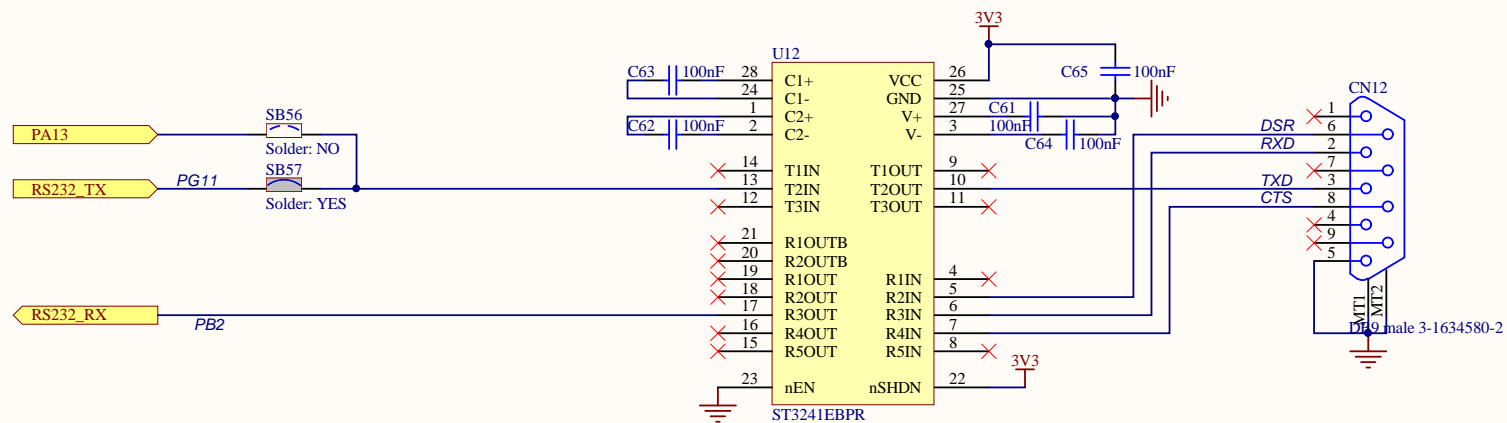 3V3
U12
C63 100nF 28 C1+ VCC 26 C65 100nF
24 C1- GND 25
CN12
1 C2+ V+ 27 C61 1
100nF
C62 100nF 2 C2- V- 3 C64 100nF DSR 6
PA13 SB56
Solder: NO
RXD 2
14 T1IN T1OUT 9 7
SB57
RS232_TX PG11 13 T2IN T2OUT 10 TXD 3
Solder: YES
12 T3IN T3OUT 11 CTS 8
4
21 R1OUTB 9
20 R2OUTB 5
19 R1OUT R1IN 4
18 R2OUT R2IN 5
RS232_RX PB2 17 R3OUT R3IN 6
16 R4OUT R4IN 7
15 R5OUT R5IN 8
MT1
MT2
DB9 male 3-1634580-2
3V3
23 nEN nSHDN 22
ST3241EBPR